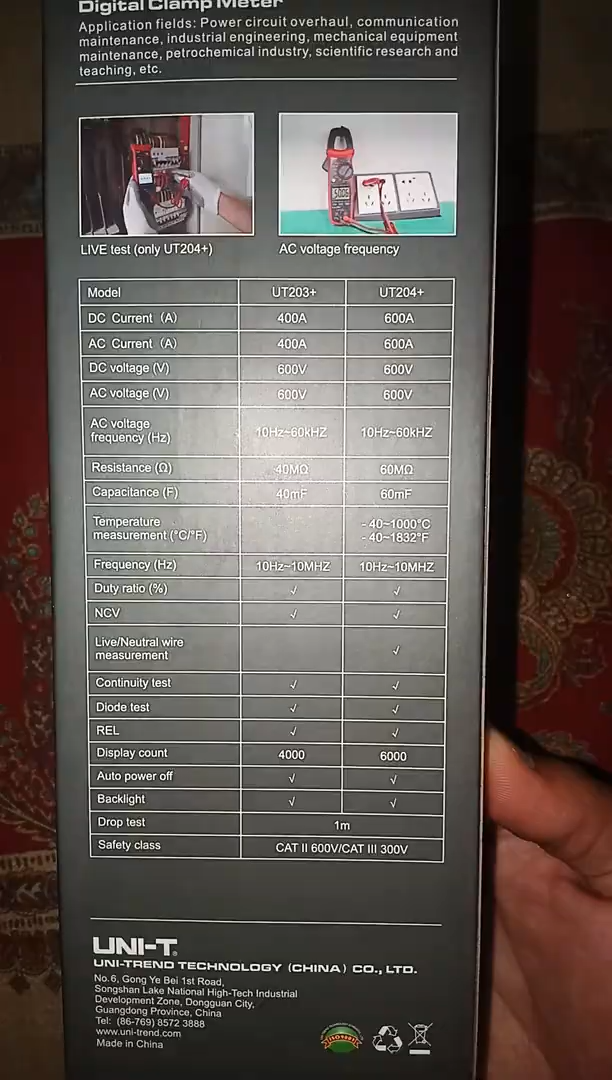 Digital Clamp Meter
Application fields: Power circuit overhaul, communication
maintenance, industrial engineering, mechanical equipment
maintenance, petrochemical industry, scientific research and
teaching, etc.
LIVE test (only UT204+)
AC voltage frequency
Model UT203+ UT204+
DC Current (A) 400A 600A
AC Current (A) 400A 600A
DC voltage (V) 600V 600V
AC voltage (V) 600V 600V
AC voltage
frequency (Hz) 10Hz~60kHZ 10Hz~60kHZ
Resistance (Ω) 40MΩ 60MΩ
Capacitance (F) 40mF 60mF
Temperature
measurement (°C/°F)
- 40~1000°C
- 40~1832°F
Frequency (Hz) 10Hz~10MHZ 10Hz~10MHZ
Duty ratio (%) √ √
NCV √ √
Live/Neutral wire
measurement √
Continuity test √ √
Diode test √ √
REL √ √
Display count 4000 6000
Auto power off √ √
Backlight √ √
Drop test 1m
Safety class CAT II 600V/CAT III 300V
UNI-T®
UNI-TREND TECHNOLOGY (CHINA) CO., LTD.
No.6, Gong Ye Bei 1st Road,
Songshan Lake National High-Tech Industrial
Development Zone, Dongguan City,
Guangdong Province, China
Tel: (86-769) 8572 3888
www.uni-trend.com
Made in China
ISO9001